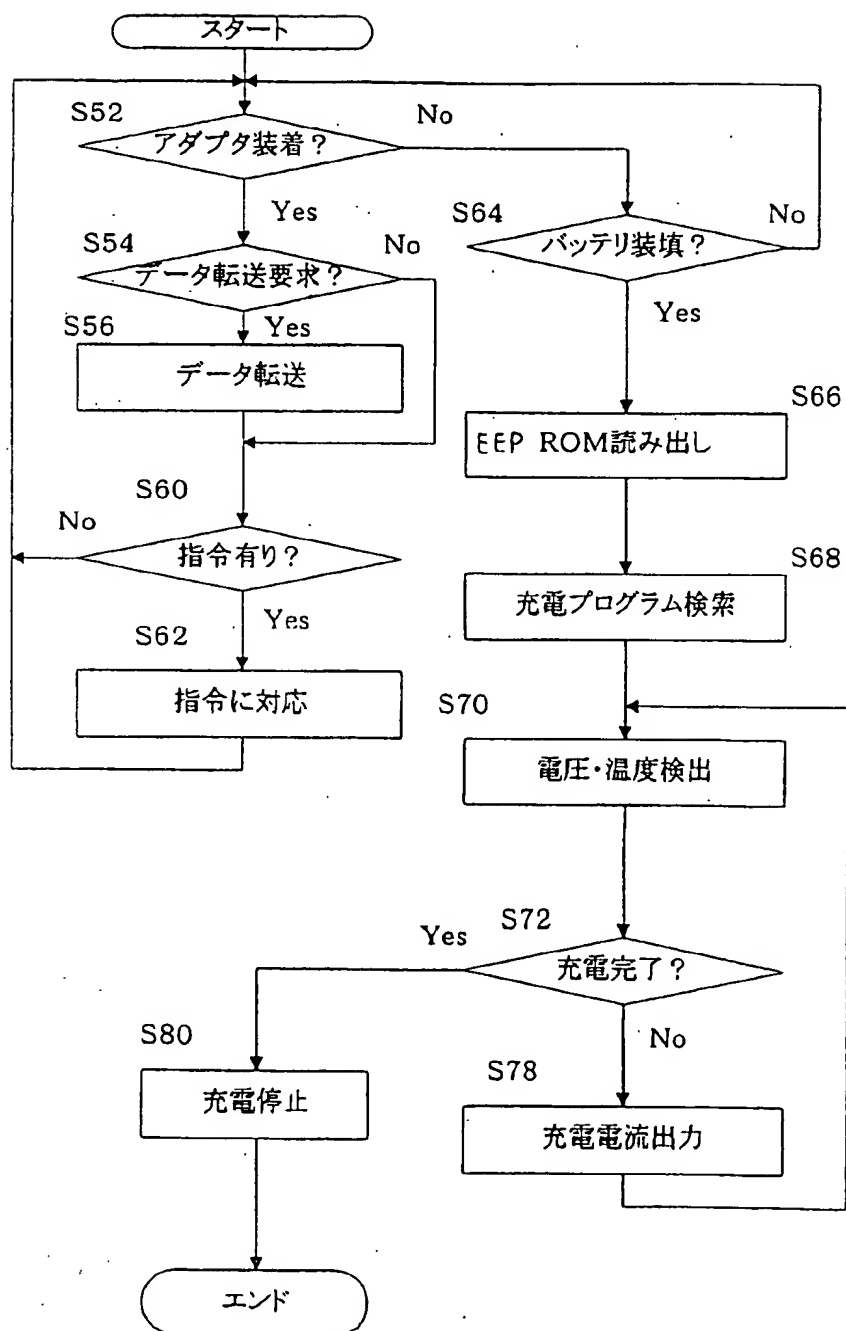 スタート
S52
アダプタ装着?
No
Yes
S54
データ転送要求?
No
S64
バッテリ装填?
No
Yes
S56
Yes
データ転送
S66
EEP ROM読み出し
S60
No
指令有り?
S68
充電プログラム検索
Yes
S62
指令に対応
S70
電圧・温度検出
S72
Yes
充電完了?
S80
No
充電停止
S78
充電電流出力
エンド